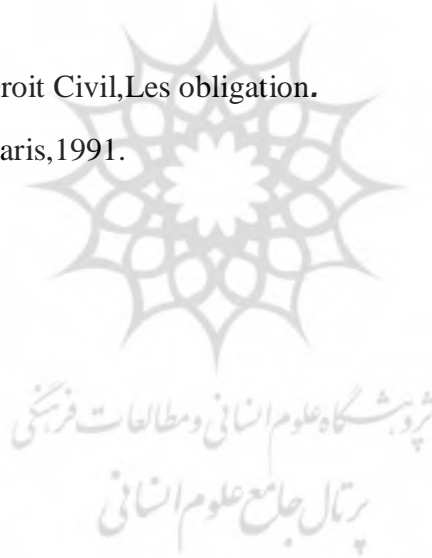 roit Civil,Les obligation.
aris,1991.
پژوهشگاه علوم انسانی و مطالعات فرهنگی
پرتال جامع علوم انسانی